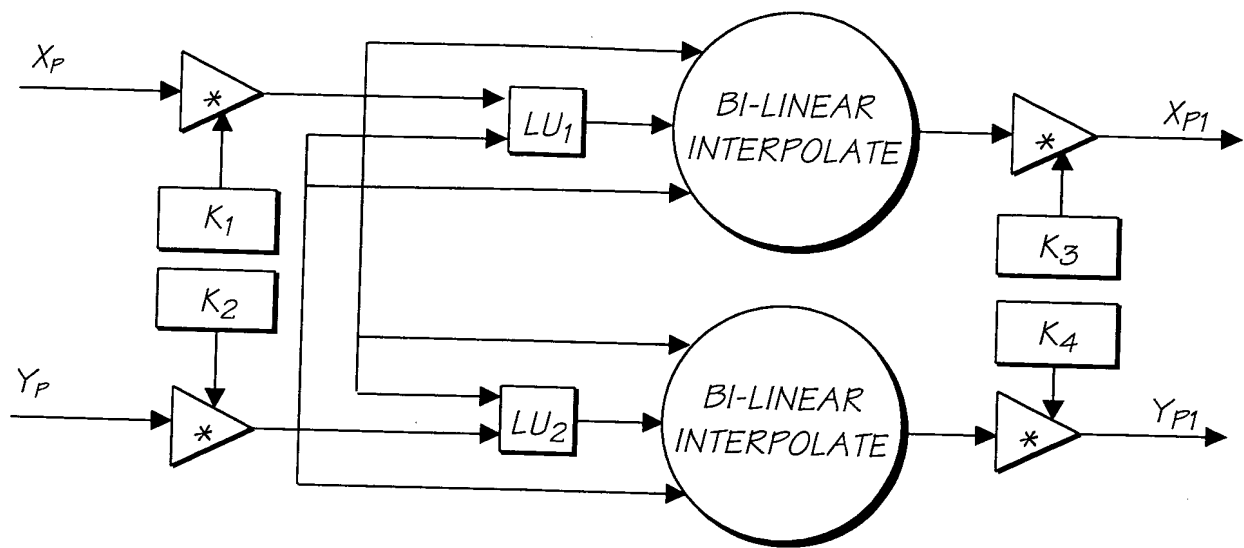 XP
*
K1
K2
YP
*
LU1
BI-LINEAR
INTERPOLATE
LU2
BI-LINEAR
INTERPOLATE
*
XP1
K3
K4
*
YP1